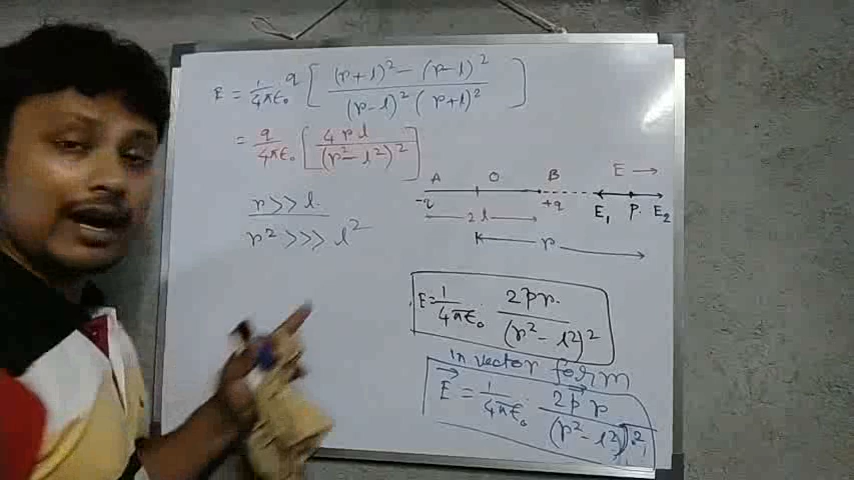 E = 1/4πϵ₀ q [ (r+l)² − (r−l)² / (r−l)² (r+l)² ]
= q/4πϵ₀ [ 4rl / (r²−l²)² ]
r >> l.
r² >>> l²
A O B E →
-q +q E₁ P. E₂
2l
r
E = 1/4πϵ₀ · 2pr. / (r²−l²)²
in vector form
E⃗ = 1/4πϵ₀ · 2p⃗ r / (r²−l²)²